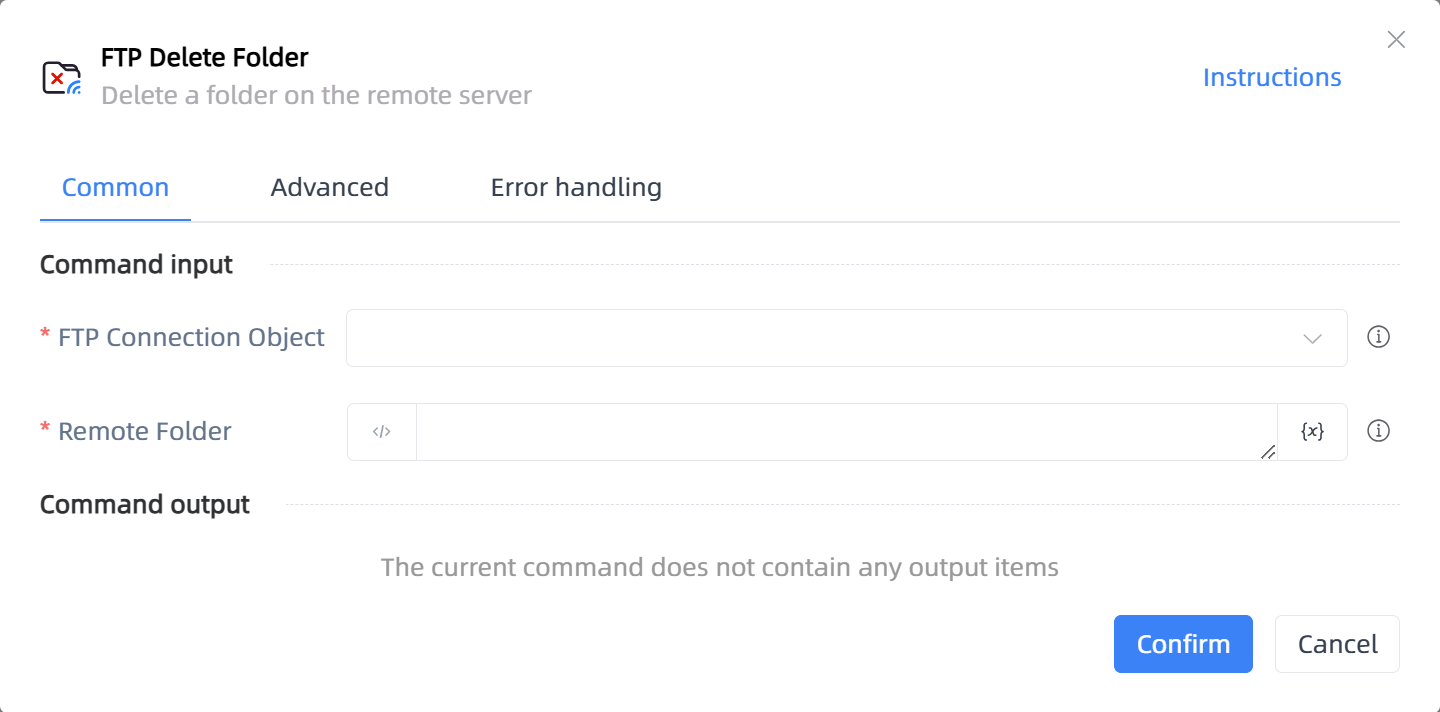 FTP Delete Folder
Delete a folder on the remote server
Instructions
Common Advanced Error handling
Command input
* FTP Connection Object
* Remote Folder </> {x}
Command output
The current command does not contain any output items
Confirm Cancel